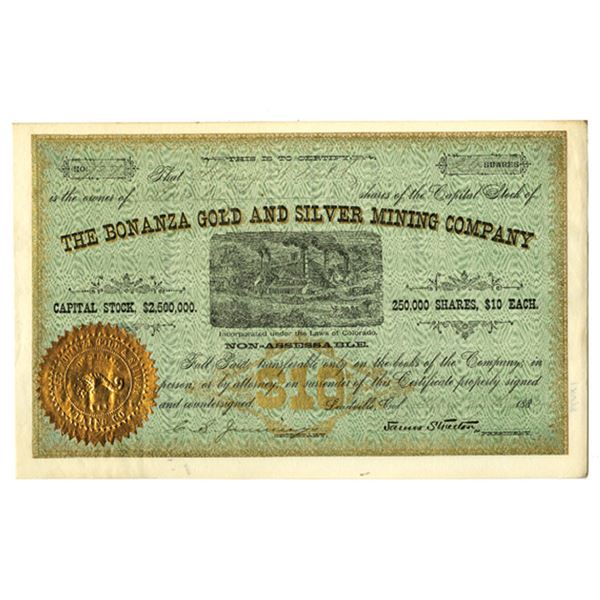 THIS IS TO CERTIFY
NO.
SHARES
That
is the owner of shares of the Capital Stock of
THE BONANZA GOLD AND SILVER MINING COMPANY
CAPITAL STOCK, $2,500,000.
250,000 SHARES, $10 EACH.
Incorporated under the Laws of Colorado.
NON-ASSESSABLE.
$10
Full Paid, transferable only on the books of the Company, in
person, or by attorney, on surrender of this Certificate properly signed
and countersigned. Leadville, Col. 188
SECRETARY.
PRESIDENT.